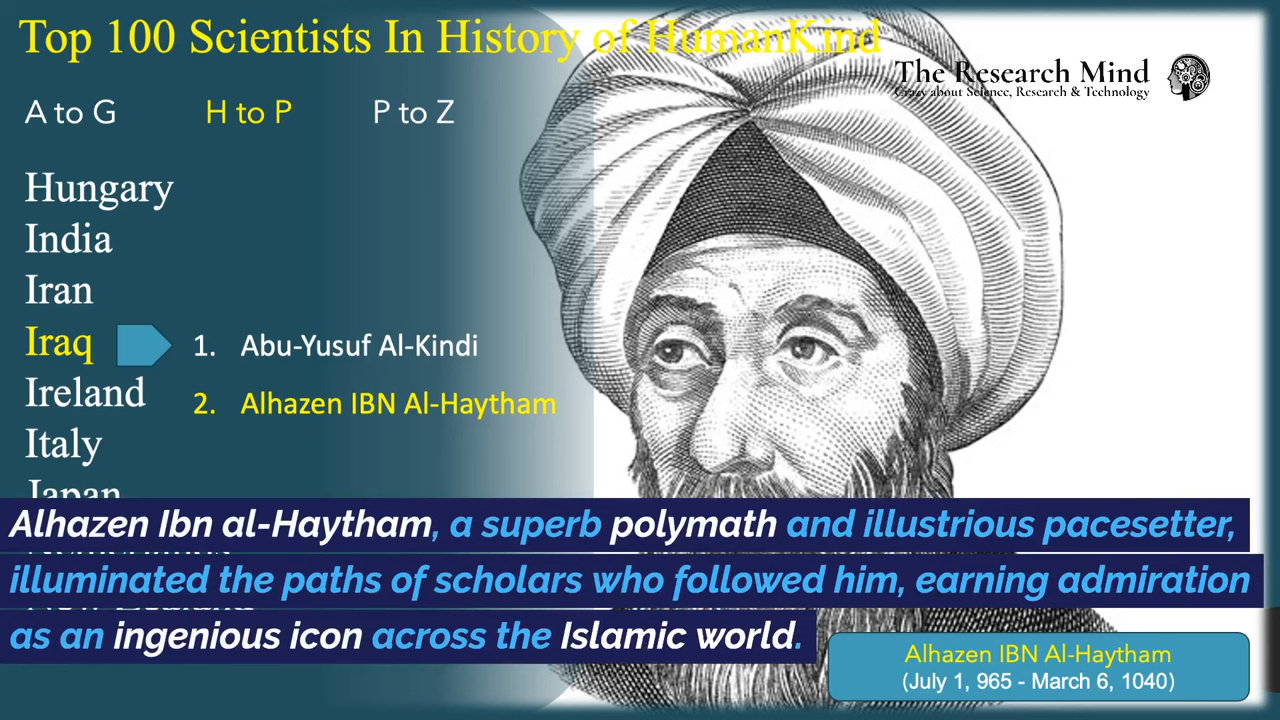 Top 100 Scientists In History of HumanKind
The Research Mind
Crazy about Science, Research & Technology
A to G
H to P
P to Z
Hungary
India
Iran
Iraq
1. Abu-Yusuf Al-Kindi
Ireland
2. Alhazen IBN Al-Haytham
Italy
Japan
Alhazen Ibn al-Haytham, a superb polymath and illustrious pacesetter,
illuminated the paths of scholars who followed him, earning admiration
as an ingenious icon across the Islamic world.
Alhazen IBN Al-Haytham
(July 1, 965 - March 6, 1040)